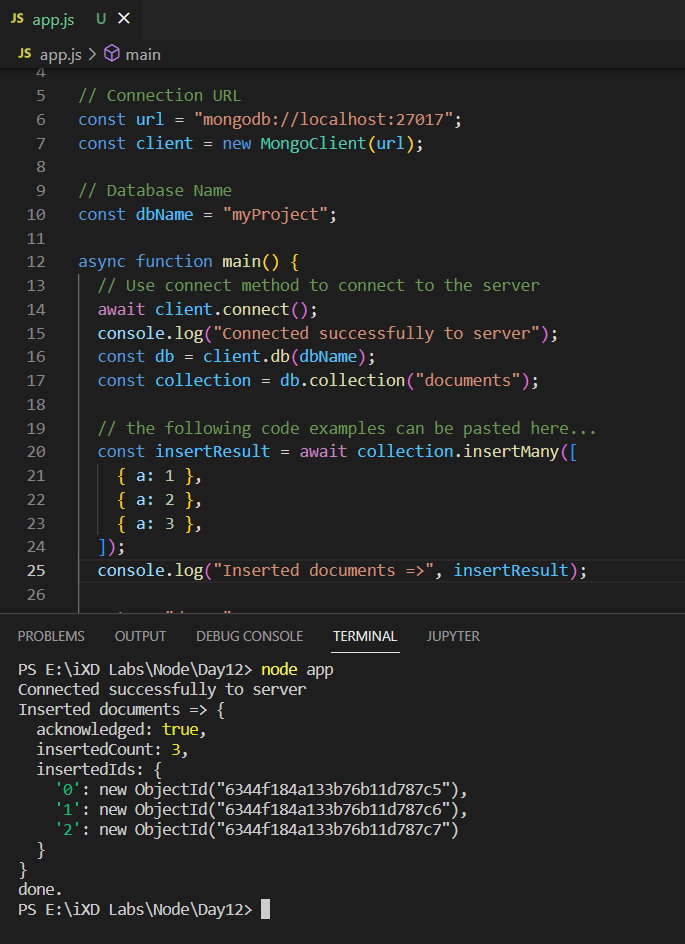 JS app.js U ×
JS app.js > main
4
5 // Connection URL
6 const url = "mongodb://localhost:27017";
7 const client = new MongoClient(url);
8
9 // Database Name
10 const dbName = "myProject";
11
12 async function main() {
13 // Use connect method to connect to the server
14 await client.connect();
15 console.log("Connected successfully to server");
16 const db = client.db(dbName);
17 const collection = db.collection("documents");
18
19 // the following code examples can be pasted here...
20 const insertResult = await collection.insertMany([
21 { a: 1 },
22 { a: 2 },
23 { a: 3 },
24 ]);
25 console.log("Inserted documents =>", insertResult);
26
PROBLEMS OUTPUT DEBUG CONSOLE TERMINAL JUPYTER
PS E:\iXD Labs\Node\Day12> node app
Connected successfully to server
Inserted documents => {
acknowledged: true,
insertedCount: 3,
insertedIds: {
'0': new ObjectId("6344f184a133b76b11d787c5"),
'1': new ObjectId("6344f184a133b76b11d787c6"),
'2': new ObjectId("6344f184a133b76b11d787c7")
}
}
done.
PS E:\iXD Labs\Node\Day12>